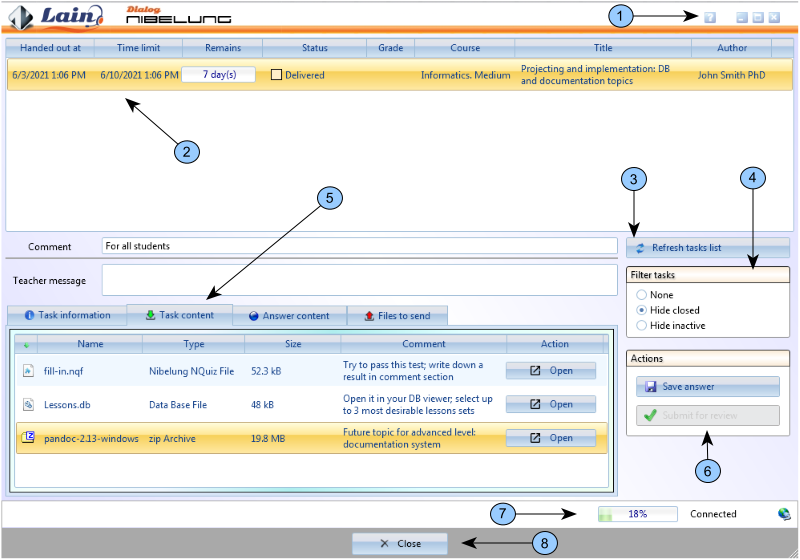 Lain
Dialog
NIBELUNG
1
?
Handed out at Time limit Remains Status Grade Course Title Author
6/3/2021 1:06 PM 6/10/2021 1:06 PM 7 day(s) Delivered Informatics. Medium Projecting and implementation: DB John Smith PhD
and documentation topics
2
5
3
4
Comment For all students
Refresh tasks list
Teacher message
Filter tasks
None
Hide closed
Hide inactive
Task information Task content Answer content Files to send
Name Type Size Comment Action
fill-in.nqf Nibelung NQuiz File 52.3 kB Try to pass this test; write down a Open
result in comment section
Lessons.db Data Base File 48 kB Open it in your DB viewer; select up Open
to 3 most desirable lessons sets
pandoc-2.13-windows zip Archive 19.8 MB Future topic for advanced level: Open
documentation system
Actions
Save answer
Submit for review
6
7
18% Connected
Close
8